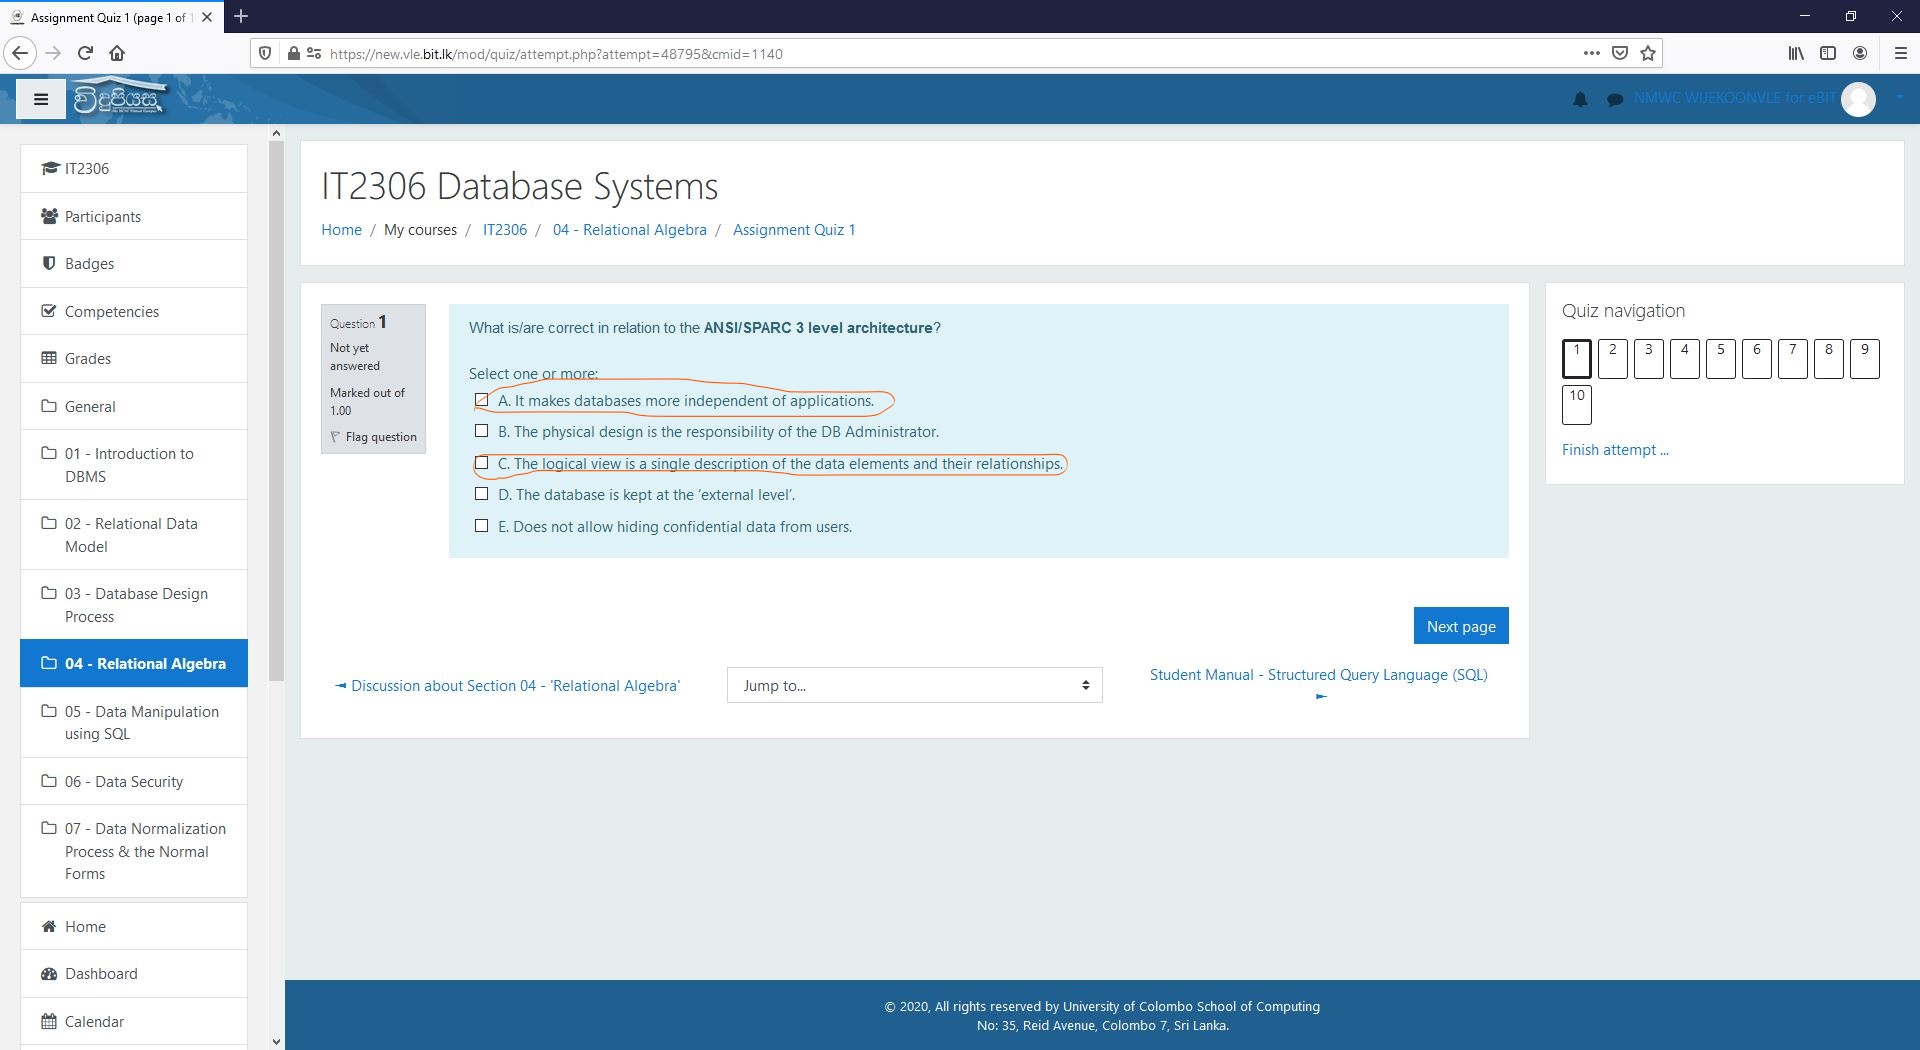 Assignment Quiz 1 (page 1 of 1
https://new.vle.bit.lk/mod/quiz/attempt.php?attempt=48795&cmid=1140
විදුපියස
NMWC WIJEKOONVLE for eBIT
IT2306
Participants
Badges
Competencies
Grades
General
01 - Introduction to
DBMS
02 - Relational Data
Model
03 - Database Design
Process
04 - Relational Algebra
05 - Data Manipulation
using SQL
06 - Data Security
07 - Data Normalization
Process & the Normal
Forms
Home
Dashboard
Calendar
IT2306 Database Systems
Home / My courses / IT2306 / 04 - Relational Algebra / Assignment Quiz 1
Question 1
Not yet
answered
Marked out of
1.00
Flag question
What is/are correct in relation to the ANSI/SPARC 3 level architecture?
Select one or more:
A. It makes databases more independent of applications.
B. The physical design is the responsibility of the DB Administrator.
C. The logical view is a single description of the data elements and their relationships.
D. The database is kept at the ‘external level’.
E. Does not allow hiding confidential data from users.
Next page
◄ Discussion about Section 04 - 'Relational Algebra'
Jump to...
Student Manual - Structured Query Language (SQL)
►
Quiz navigation
1 2 3 4 5 6 7 8 9
10
Finish attempt ...
© 2020, All rights reserved by University of Colombo School of Computing
No: 35, Reid Avenue, Colombo 7, Sri Lanka.